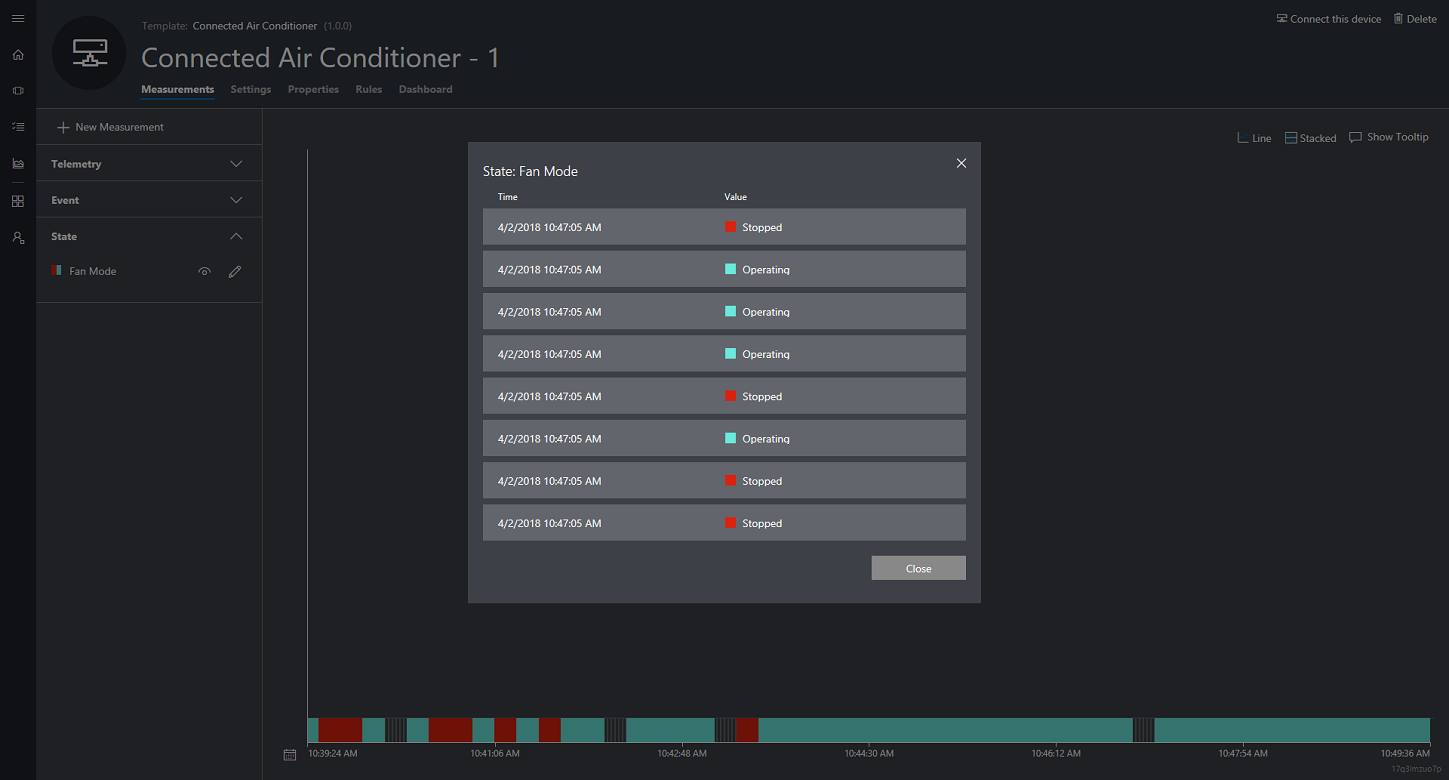 Template: Connected Air Conditioner (1.0.0)
Connect this device Delete
Connected Air Conditioner - 1
Measurements Settings Properties Rules Dashboard
New Measurement
Telemetry
Event
State
Fan Mode
Line Stacked Show Tooltip
State: Fan Mode
Time Value
4/2/2018 10:47:05 AM Stopped
4/2/2018 10:47:05 AM Operating
4/2/2018 10:47:05 AM Operating
4/2/2018 10:47:05 AM Operating
4/2/2018 10:47:05 AM Stopped
4/2/2018 10:47:05 AM Operating
4/2/2018 10:47:05 AM Stopped
4/2/2018 10:47:05 AM Stopped
Close
10:39:24 AM 10:41:06 AM 10:42:48 AM 10:44:30 AM 10:46:12 AM 10:47:54 AM 10:49:36 AM